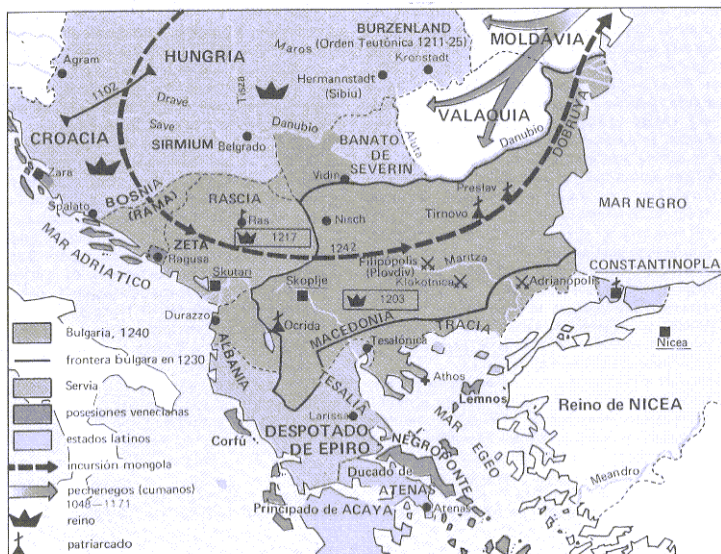 BURZENLAND
Maros (Orden Teutónica 1211-25)
Kronstadt
MOLDAVIA
Agram
HUNGRIA
1102
Drave
Tisza
Hermannstadt
(Sibiu)
VALAQUIA
CROACIA
Save
SIRMIUM
Danubio
Belgrado
BANATO
DE
SEVERIN
Aluta
Danubio
DOBRUYA
Zara
Spalato
BOSNIA
(RAMA)
RASCIA
Vidin
Preslav
Tirnovo
MAR NEGRO
Ras
1217
Nisch
1242
MAR ADRIATICO
ZETA
Ragusa
Skutari
Filipópolis
(Plovdiv)
Maritza
Klokotnica
Adrianópolis
CONSTANTINOPLA
Skoplje
1203
Durazzo
Ocrida
MACEDONIA
TRACIA
Nicea
ALBANIA
Tesalónica
Athos
Lemnos
TESALIA
Larissa
MAR EGEO
Reino de NICEA
Corfú
DESPOTADO
DE EPIRO
NEGROPONTE
Meandro
Ducado de
ATENAS
Atenas
Principado de ACAYA
Bulgaria, 1240
frontera búlgara en 1230
Servia
posesiones venecianas
estados latinos
incursión mongola
pechenegos (cumanos)
1048—1171
reino
patriarcado